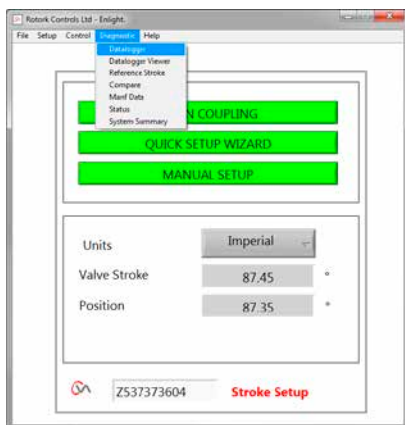 Rotork Controls Ltd - Enlight.
File Setup Control Diagnostic Help
Datalogger
Datalogger Viewer
Reference Stroke
Compare
Manf Data
Status
System Summary
N COUPLING
QUICK SETUP WIZARD
MANUAL SETUP
Units Imperial
Valve Stroke 87.45 °
Position 87.35 °
Z537373604 Stroke Setup